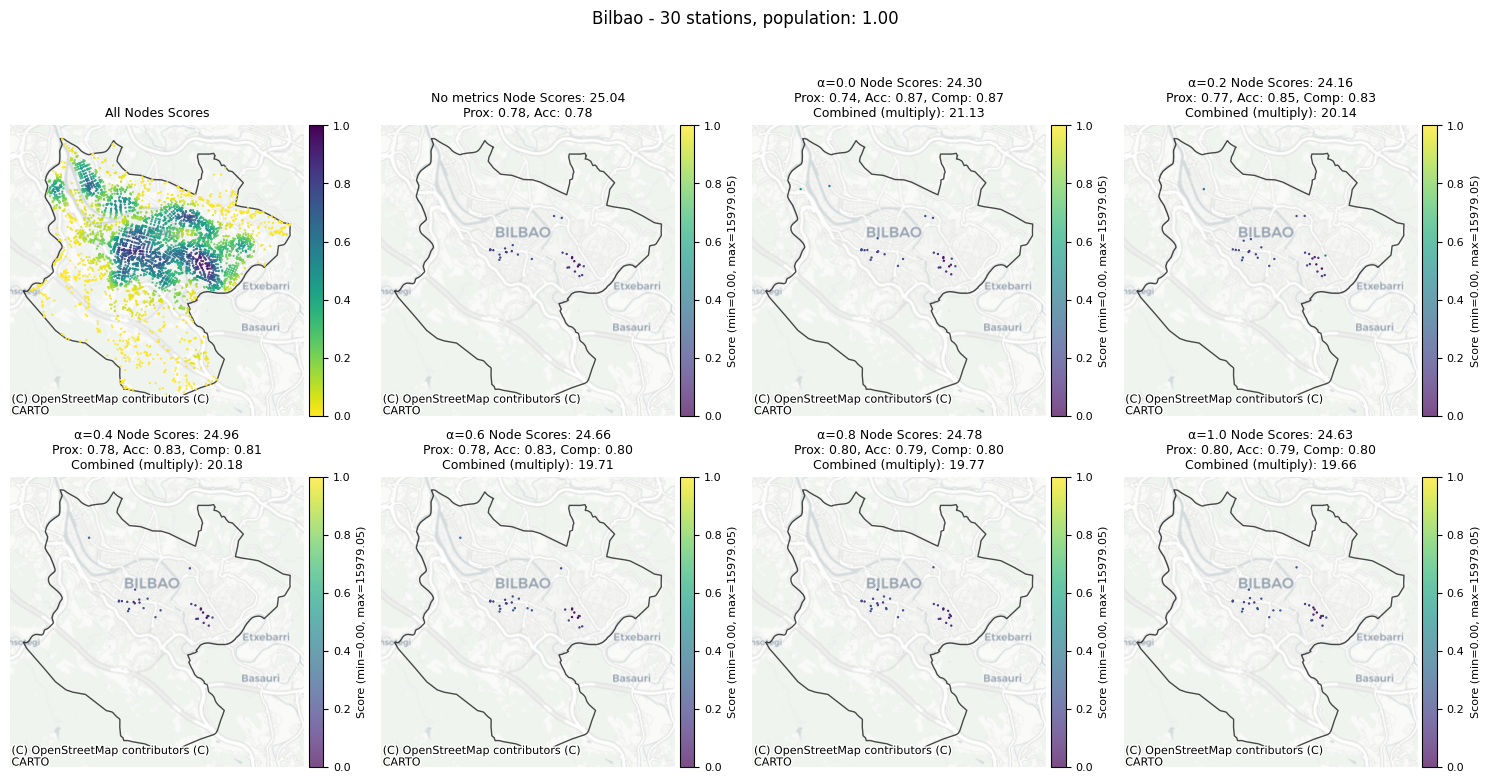 Bilbao - 30 stations, population: 1.00
All Nodes Scores
1.0
0.8
0.6
0.4
0.2
0.0
Etxebarri
Basauri
(C) OpenStreetMap contributors (C)
CARTO
No metrics Node Scores: 25.04
Prox: 0.78, Acc: 0.78
BILBAO
Etxebarri
Basauri
(C) OpenStreetMap contributors (C)
CARTO
1.0
0.8
0.6
0.4
0.2
0.0
Score (min=0.00, max=15979.05)
α=0.0 Node Scores: 24.30
Prox: 0.74, Acc: 0.87, Comp: 0.87
Combined (multiply): 21.13
BILBAO
Etxebarri
Basauri
(C) OpenStreetMap contributors (C)
CARTO
1.0
0.8
0.6
0.4
0.2
0.0
Score (min=0.00, max=15979.05)
α=0.2 Node Scores: 24.16
Prox: 0.77, Acc: 0.85, Comp: 0.83
Combined (multiply): 20.14
BILBAO
Etxebarri
Basauri
(C) OpenStreetMap contributors (C)
CARTO
1.0
0.8
0.6
0.4
0.2
0.0
Score (min=0.00, max=15979.05)
α=0.4 Node Scores: 24.96
Prox: 0.78, Acc: 0.83, Comp: 0.81
Combined (multiply): 20.18
BILBAO
Etxebarri
Basauri
(C) OpenStreetMap contributors (C)
CARTO
1.0
0.8
0.6
0.4
0.2
0.0
Score (min=0.00, max=15979.05)
α=0.6 Node Scores: 24.66
Prox: 0.78, Acc: 0.83, Comp: 0.80
Combined (multiply): 19.71
BILBAO
Etxebarri
Basauri
(C) OpenStreetMap contributors (C)
CARTO
1.0
0.8
0.6
0.4
0.2
0.0
Score (min=0.00, max=15979.05)
α=0.8 Node Scores: 24.78
Prox: 0.80, Acc: 0.79, Comp: 0.80
Combined (multiply): 19.77
BILBAO
Etxebarri
Basauri
(C) OpenStreetMap contributors (C)
CARTO
1.0
0.8
0.6
0.4
0.2
0.0
Score (min=0.00, max=15979.05)
α=1.0 Node Scores: 24.63
Prox: 0.80, Acc: 0.79, Comp: 0.80
Combined (multiply): 19.66
BILBAO
Etxebarri
Basauri
(C) OpenStreetMap contributors (C)
CARTO
1.0
0.8
0.6
0.4
0.2
0.0
Score (min=0.00, max=15979.05)